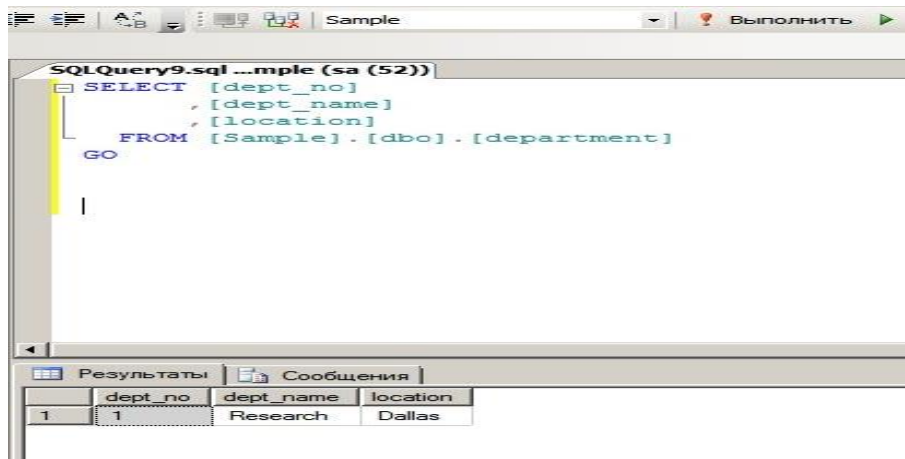 Sample Выполнить
SQLQuery9.sql ...mple (sa (52))
SELECT [dept_no]
,[dept_name]
,[location]
FROM [Sample].[dbo].[department]
GO
Результаты Сообщения
dept_no dept_name location
1 1 Research Dallas